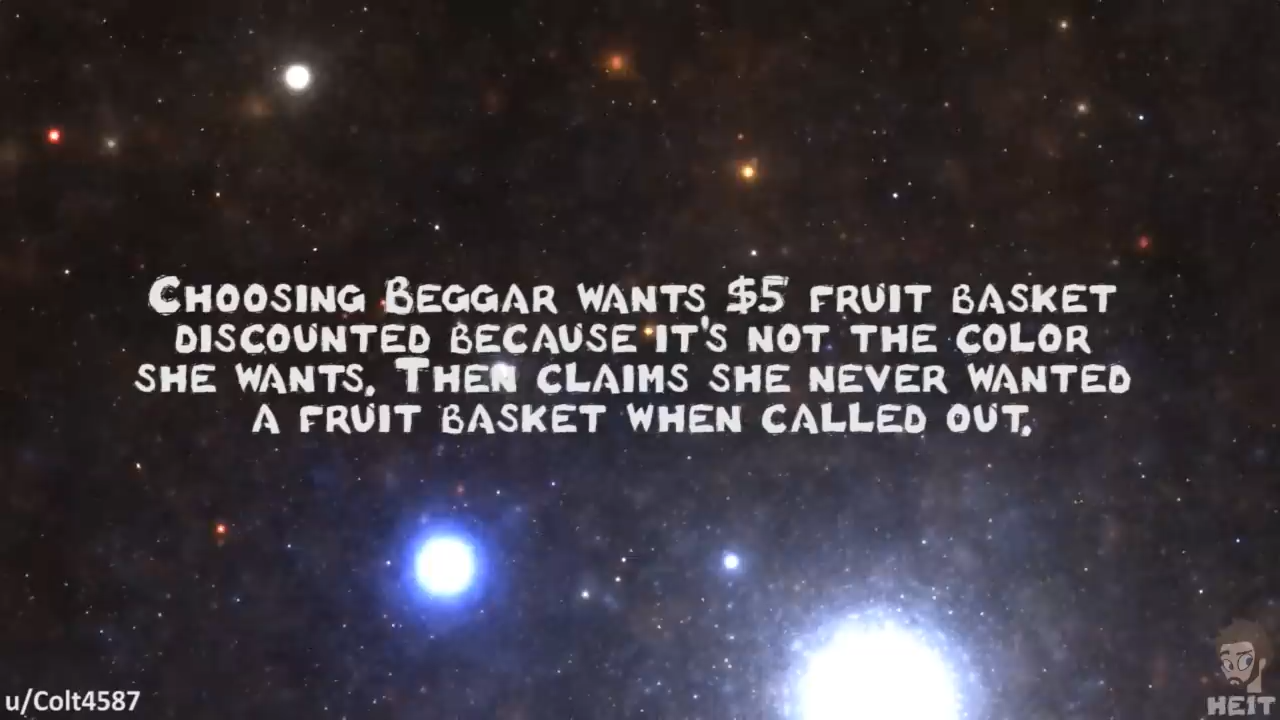 Choosing Beggar wants $5 fruit basket
discounted because it's not the color
she wants. Then claims she never wanted
a fruit basket when called out.
u/Colt4587
HEIT